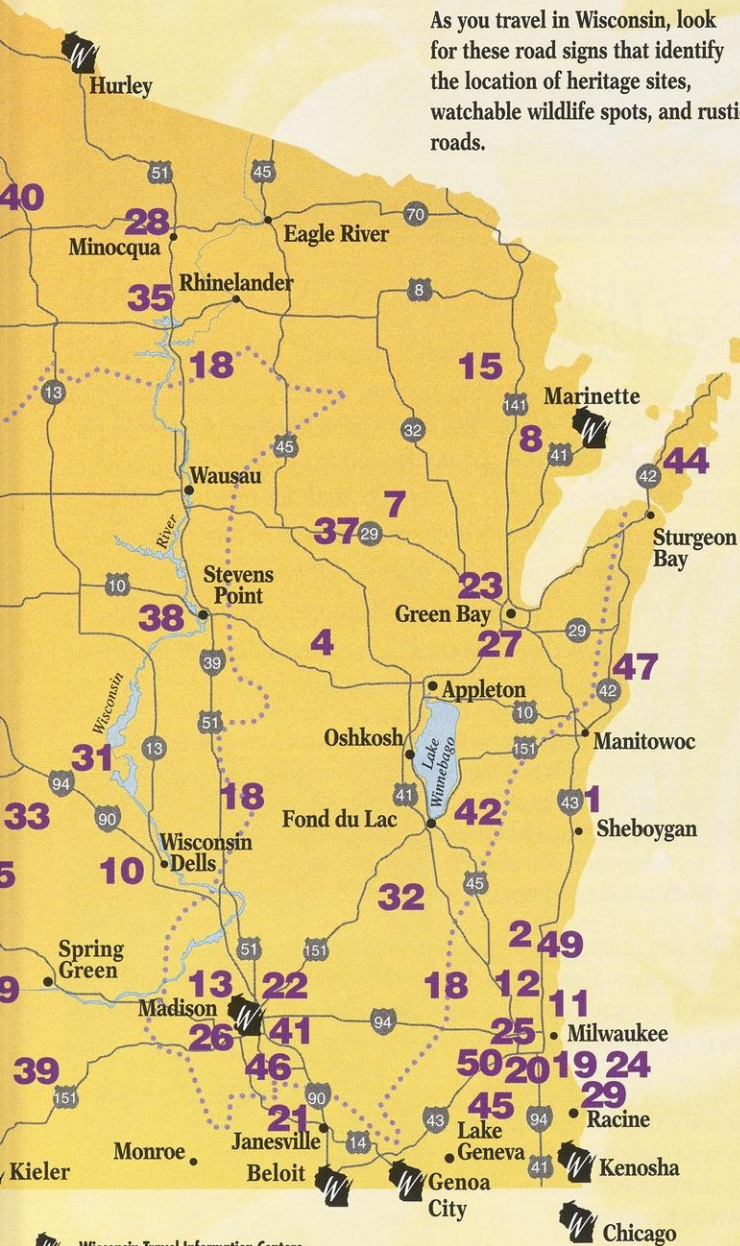 As you travel in Wisconsin, look
for these road signs that identify
the location of heritage sites,
watchable wildlife spots, and rusti
roads.
W
Hurley
51
45
40
28
70
Minocqua
Eagle River
Rhinelander
35
8
18
15
13
141
Marinette
W
32
8
45
41
44
42
Wausau
7
River
37
29
Sturgeon
Bay
10
Stevens
Point
23
Green Bay
38
4
27
29
39
47
Wisconsin
Appleton
42
51
10
Oshkosh
Lake
Winnebago
Manitowoc
13
151
31
94
18
41
43
1
33
90
Fond du Lac
42
Sheboygan
Wisconsin
Dells
5
10
45
32
2
49
Spring
Green
51
151
9
13
22
18
12
11
Madison
W
94
26
41
25
Milwaukee
39
46
50
20
19
24
151
90
45
29
21
43
94
Racine
Janesville
14
Lake
Geneva
Monroe
Kieler
Beloit
W
W
Genoa
City
41
W
Kenosha
W
Chicago
W
Wisconsin Travel Information Centers